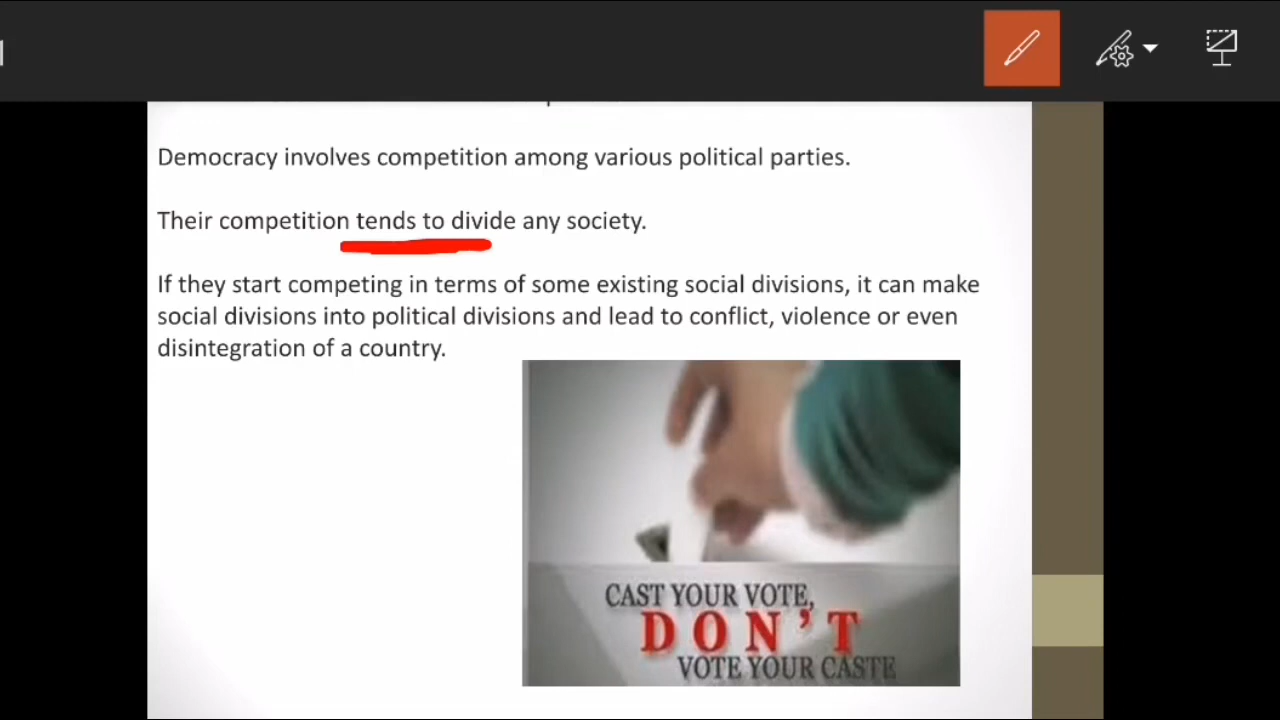 Democracy involves competition among various political parties.
Their competition tends to divide any society.
If they start competing in terms of some existing social divisions, it can make
social divisions into political divisions and lead to conflict, violence or even
disintegration of a country.
CAST YOUR VOTE,
DON'T
VOTE YOUR CASTE